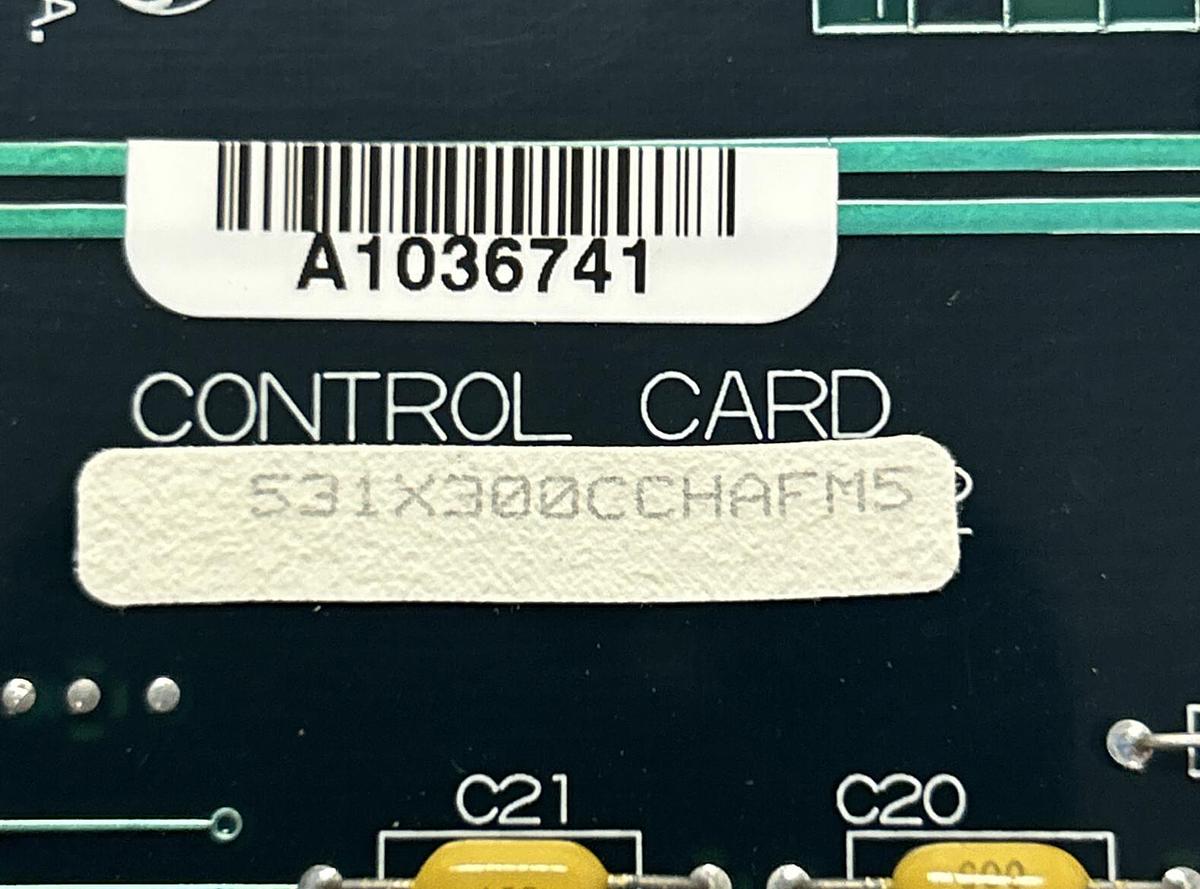 A.
A1036741
CONTROL CARD
531X300CCHAFM5
C21
C20